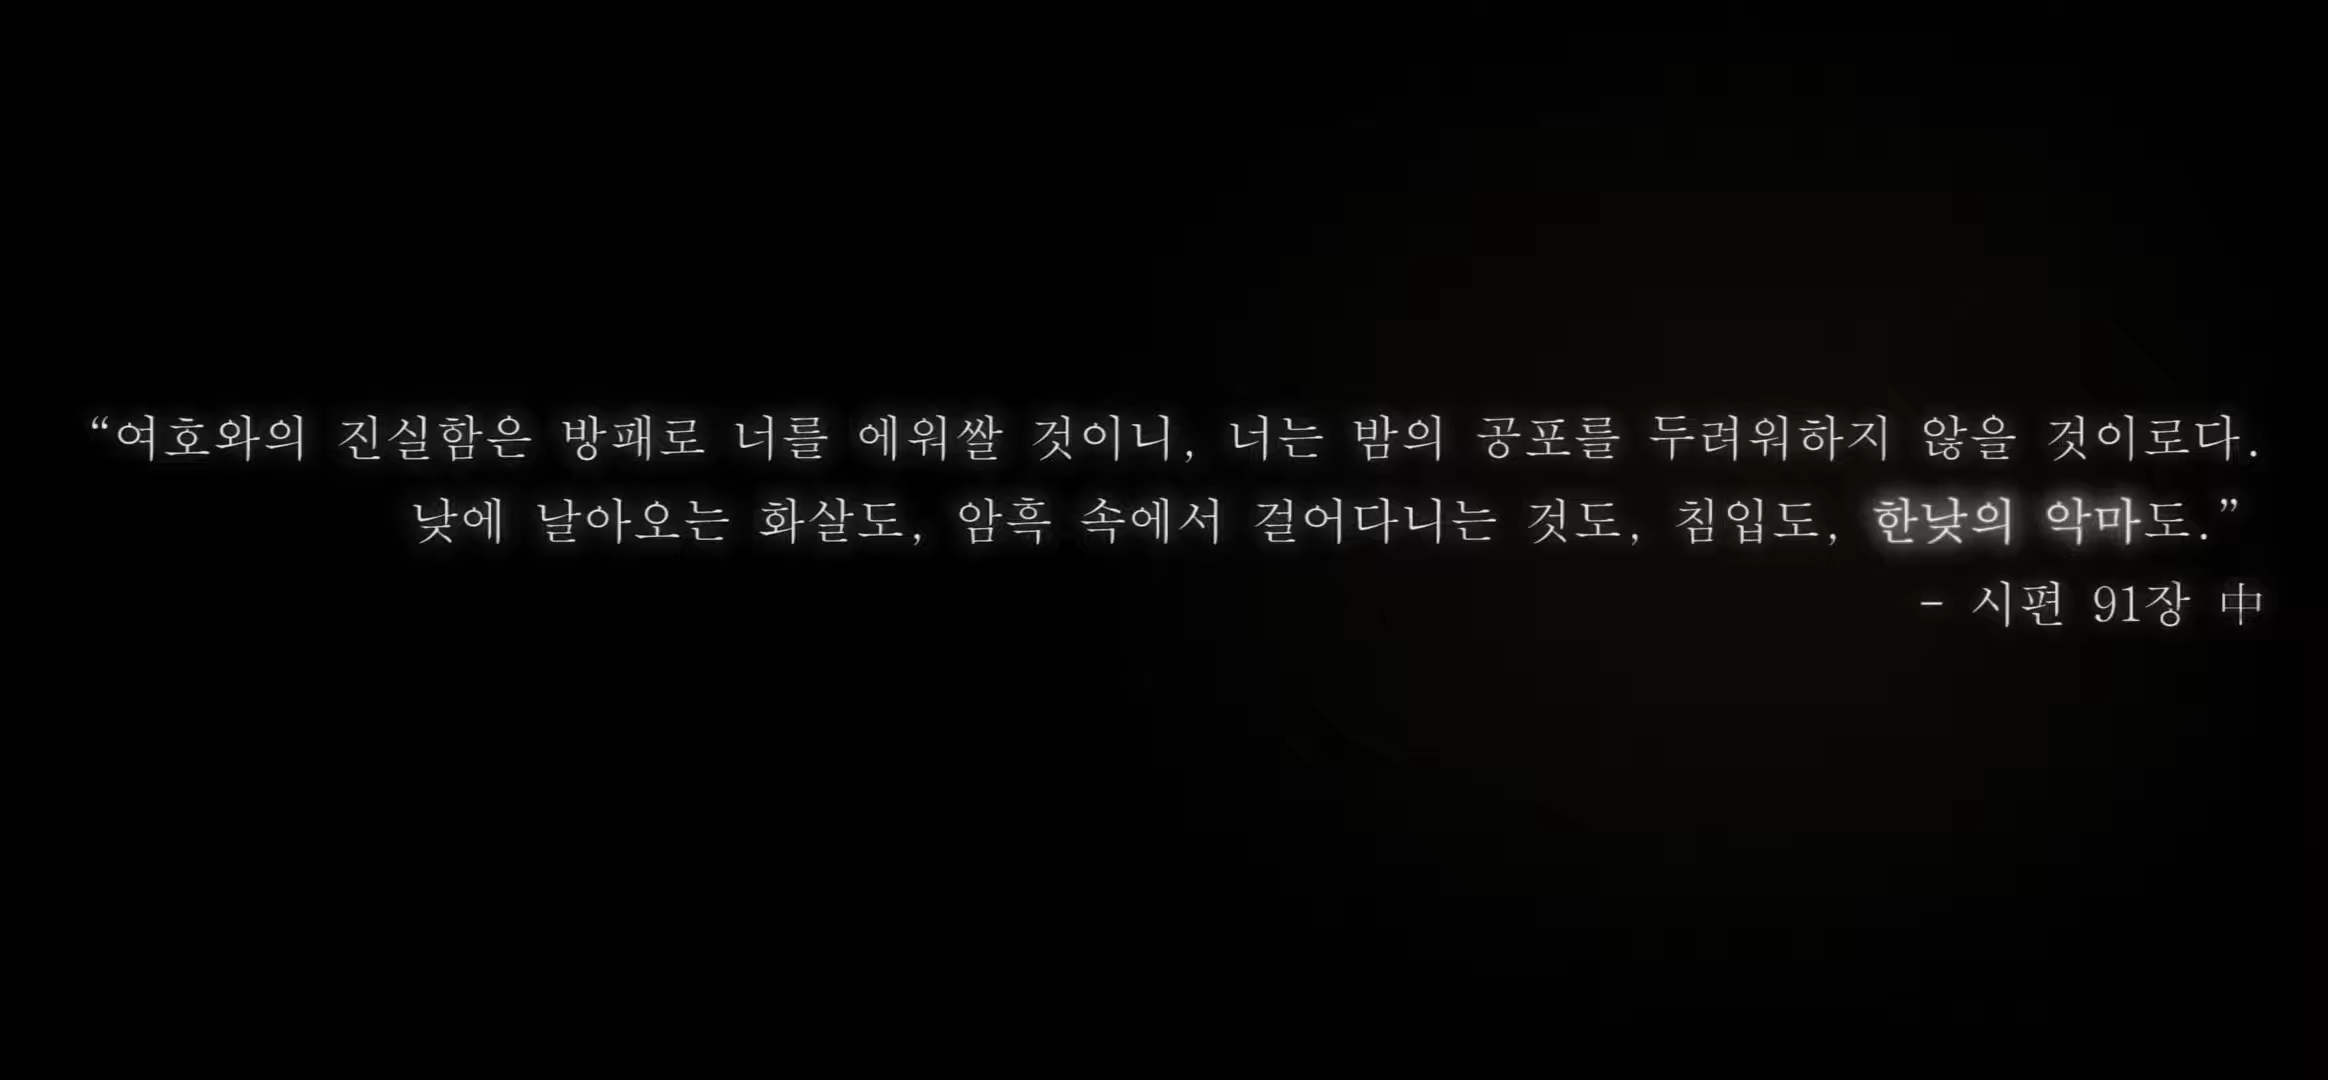 “여호와의 진실함은 방패로 너를 에워쌀 것이니, 너는 밤의 공포를 두려워하지 않을 것이로다.
낮에 날아오는 화살도, 암흑 속에서 걸어다니는 것도, 침입도, 한낮의 악마도.”
- 시편 91장 中